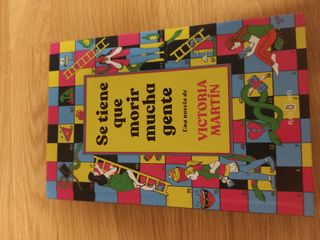 Se tiene
que
morir
mucha
gente
Una novela de
VICTORIA
MARTÍN